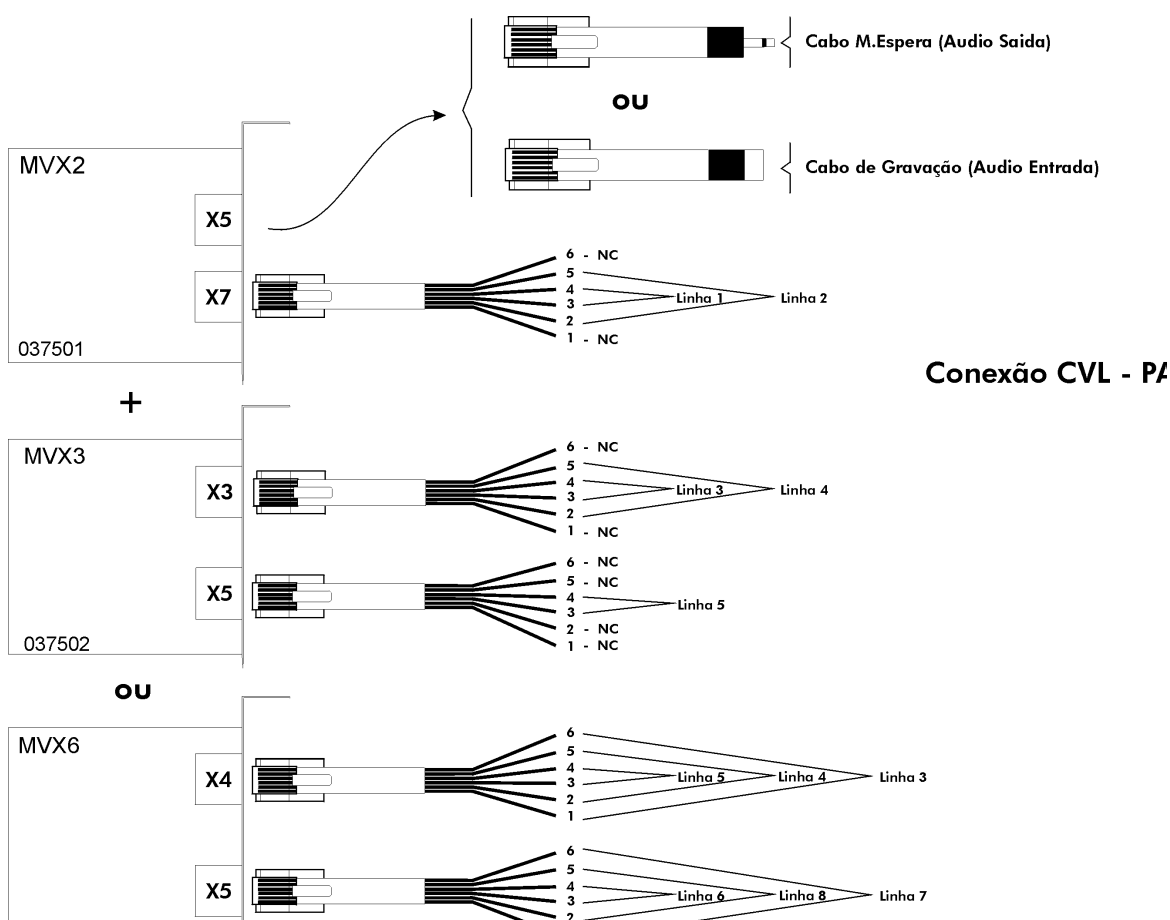 Cabo M.Espera (Audio Saida)
OU
Cabo de Gravação (Audio Entrada)
MVX2
X5
X7
6 - NC
5
4
3
2
1 - NC
Linha 1
Linha 2
037501
Conexão CVL - PA
+
MVX3
X3
6 - NC
5
4
3
2
1 - NC
Linha 3
Linha 4
X5
6 - NC
5 - NC
4
3
2 - NC
1 - NC
Linha 5
037502
OU
MVX6
X4
6
5
4
3
2
1
Linha 5
Linha 4
Linha 3
X5
6
5
4
3
2
Linha 6
Linha 8
Linha 7